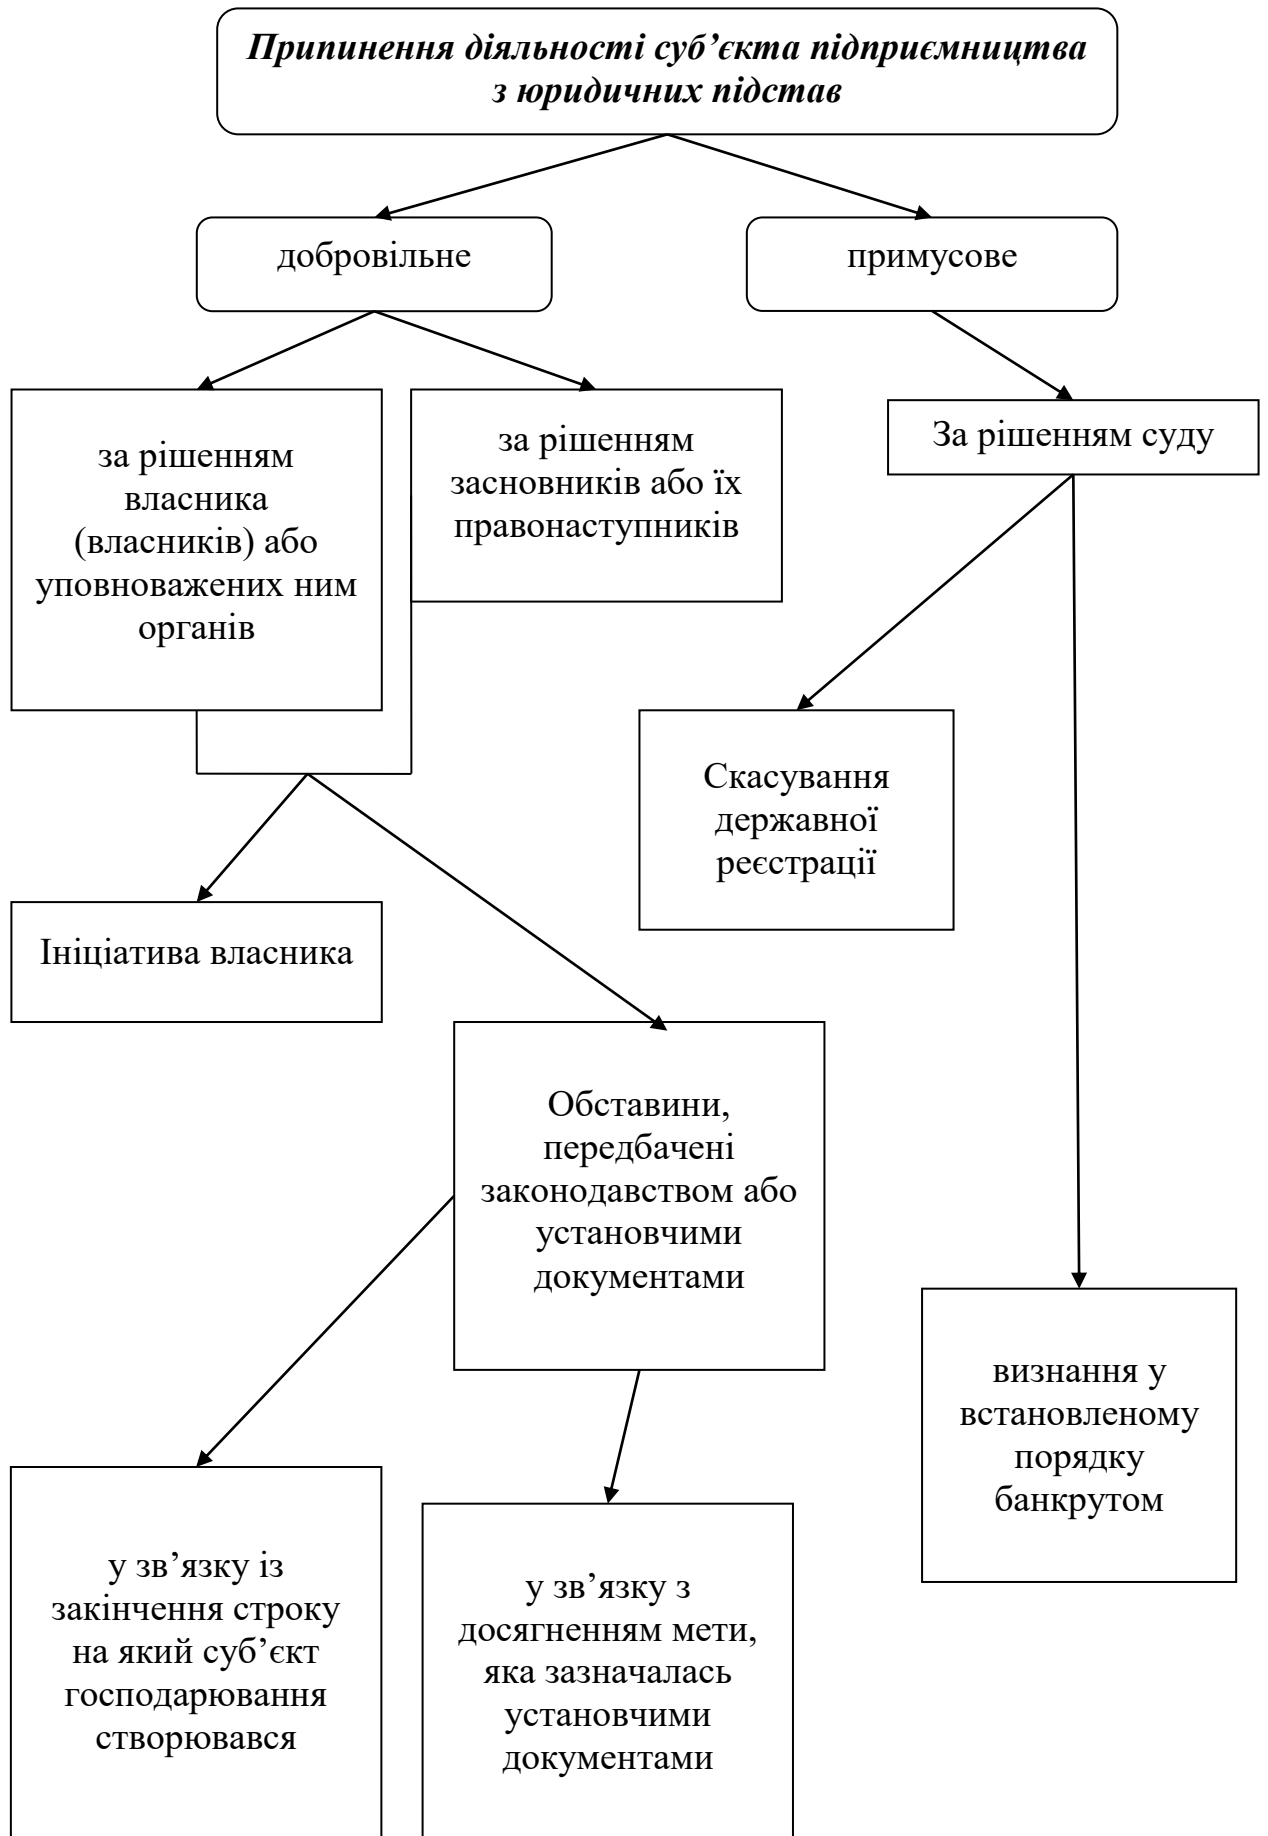 Припинення діяльності суб’єкта підприємництва
з юридичних підстав
добровільне
примусове
за рішенням
власника
(власників) або
уповноважених ним
органів
за рішенням
засновників або їх
правонаступників
За рішенням суду
Скасування
державної
реєстрації
Ініціатива власника
Обставини,
передбачені
законодавством або
установчими
документами
визнання у
встановленому
порядку
банкрутом
у зв’язку із
закінчення строку
на який суб’єкт
господарювання
створювався
у зв’язку з
досягненням мети,
яка зазначалась
установчими
документами